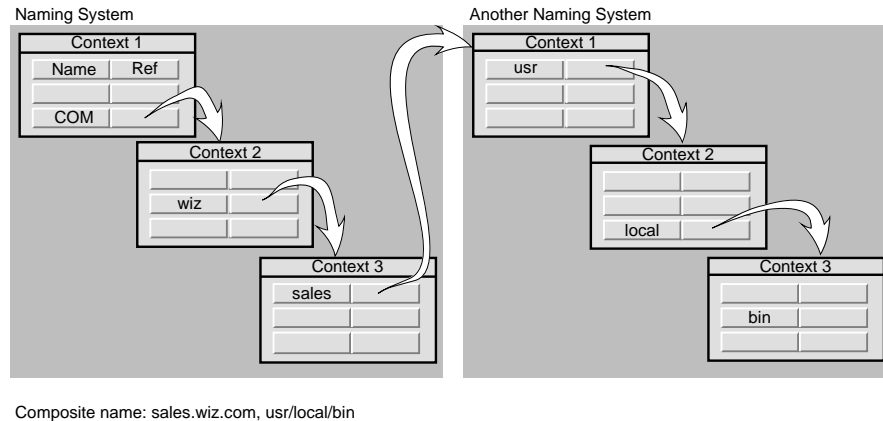 Naming System
Context 1
Name Ref
COM
Context 2
wiz
Context 3
sales
Another Naming System
Context 1
usr
Context 2
local
Context 3
bin
Composite name: sales.wiz.com, usr/local/bin